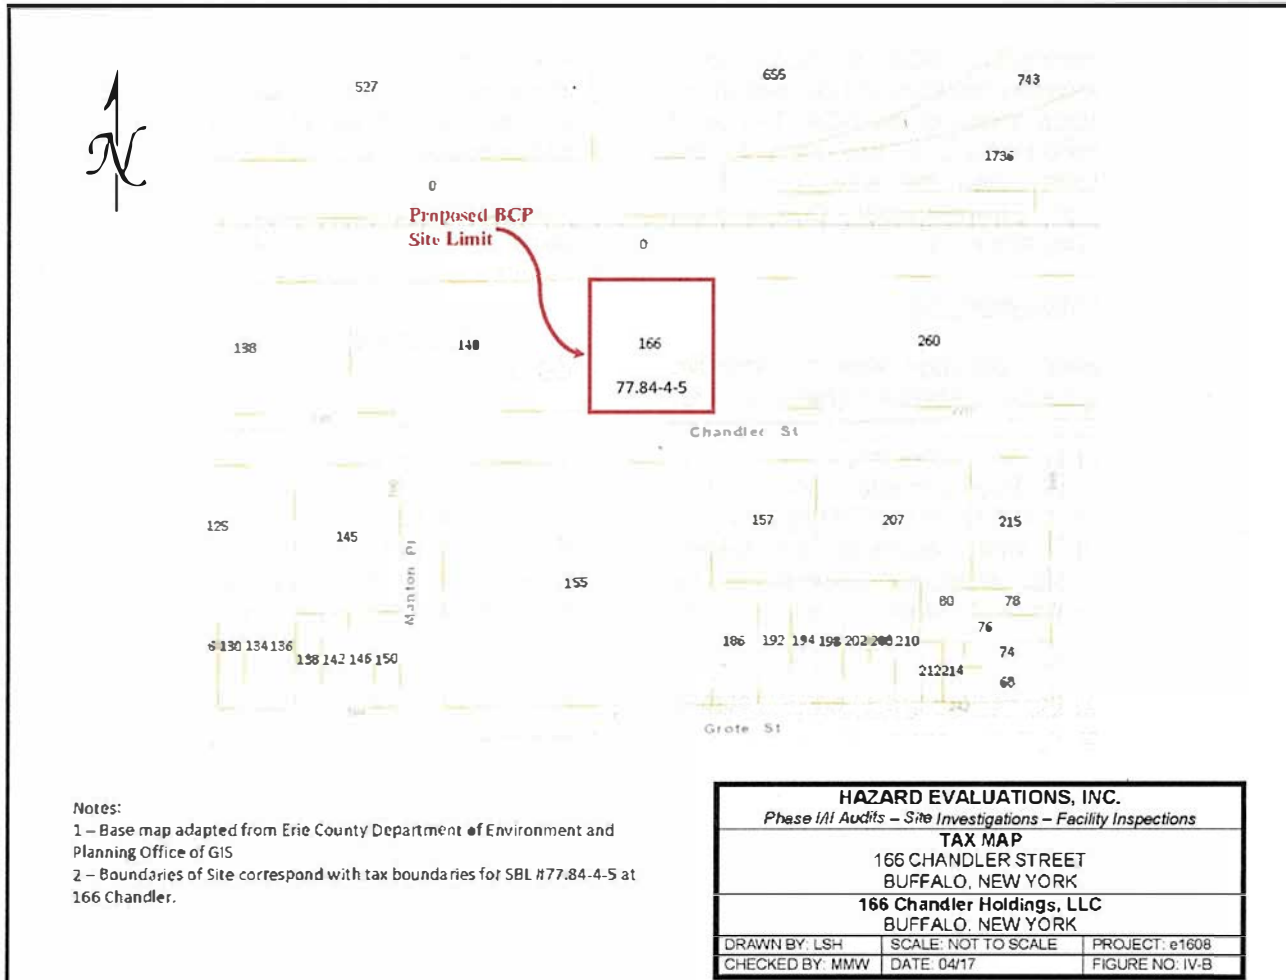 527
655
743
N
1736
0
Proposed BCP
Site Limit
0
138
140
166
260
77.84-4-5
Chandler St
125
145
Manton Pl
155
157
207
215
80
78
76
74
68
130 134 136
138 142 146 150
186 192 194 198 202 206 210
212 214
Grote St
Notes:
1 – Base map adapted from Erie County Department of Environment and
Planning Office of GIS
2 – Boundaries of Site correspond with tax boundaries for SBL #77.84-4-5 at
166 Chandler.
HAZARD EVALUATIONS, INC.
Phase I/II Audits – Site Investigations – Facility Inspections
TAX MAP
166 CHANDLER STREET
BUFFALO, NEW YORK
166 Chandler Holdings, LLC
BUFFALO, NEW YORK
DRAWN BY: LSH SCALE: NOT TO SCALE PROJECT: e1608
CHECKED BY: MMW DATE: 04/17 FIGURE NO: IV-B